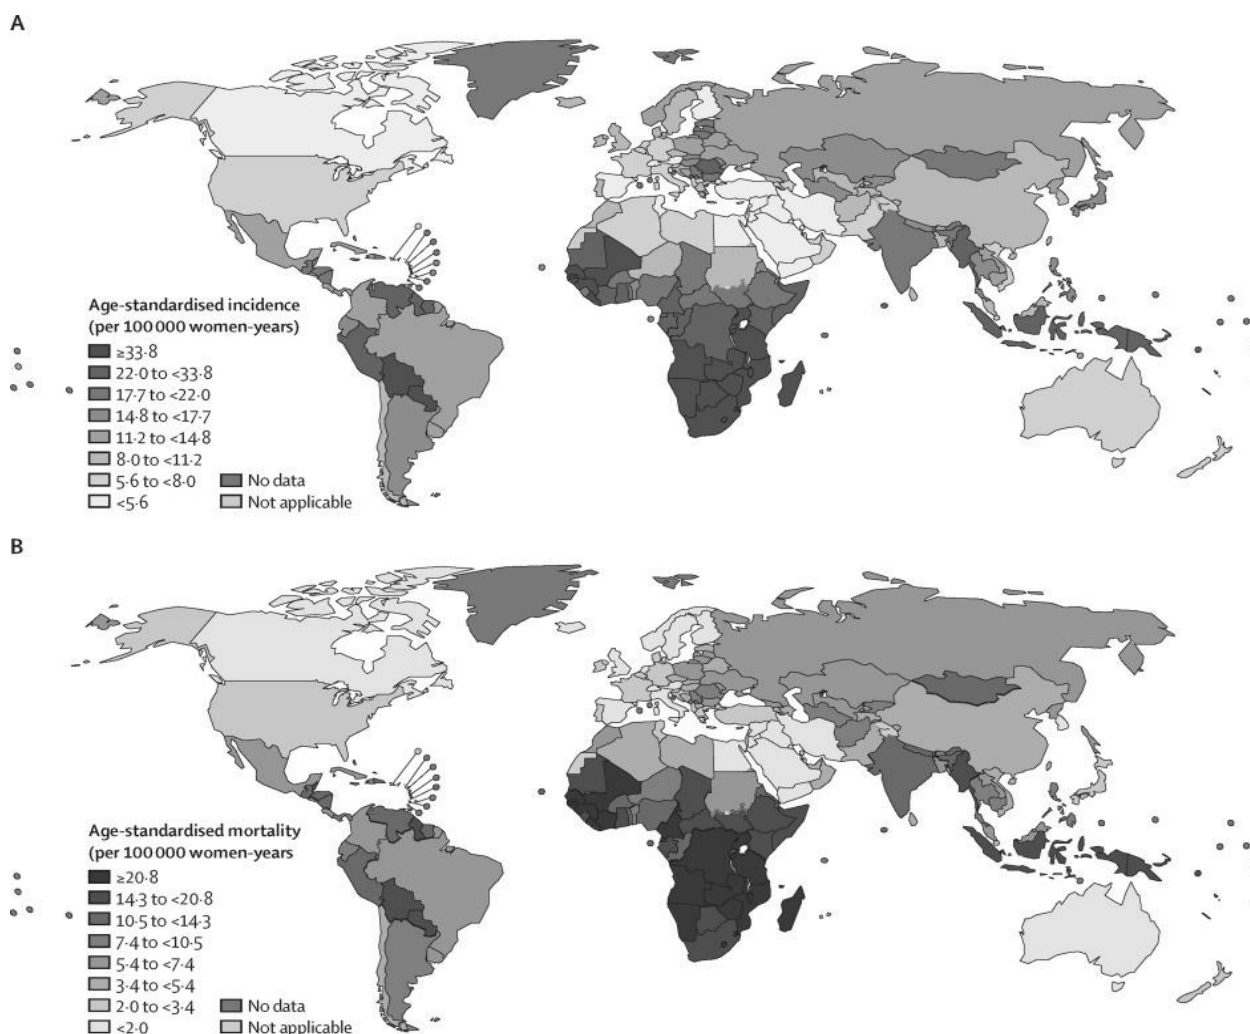 A
Age-standardised incidence
(per 100 000 women-years)
≥33·8
22·0 to <33·8
17·7 to <22·0
14·8 to <17·7
11·2 to <14·8
8·0 to <11·2
5·6 to <8·0
<5·6
No data
Not applicable
B
Age-standardised mortality
(per 100 000 women-years
≥20·8
14·3 to <20·8
10·5 to <14·3
7·4 to <10·5
5·4 to <7·4
3·4 to <5·4
2·0 to <3·4
<2·0
No data
Not applicable